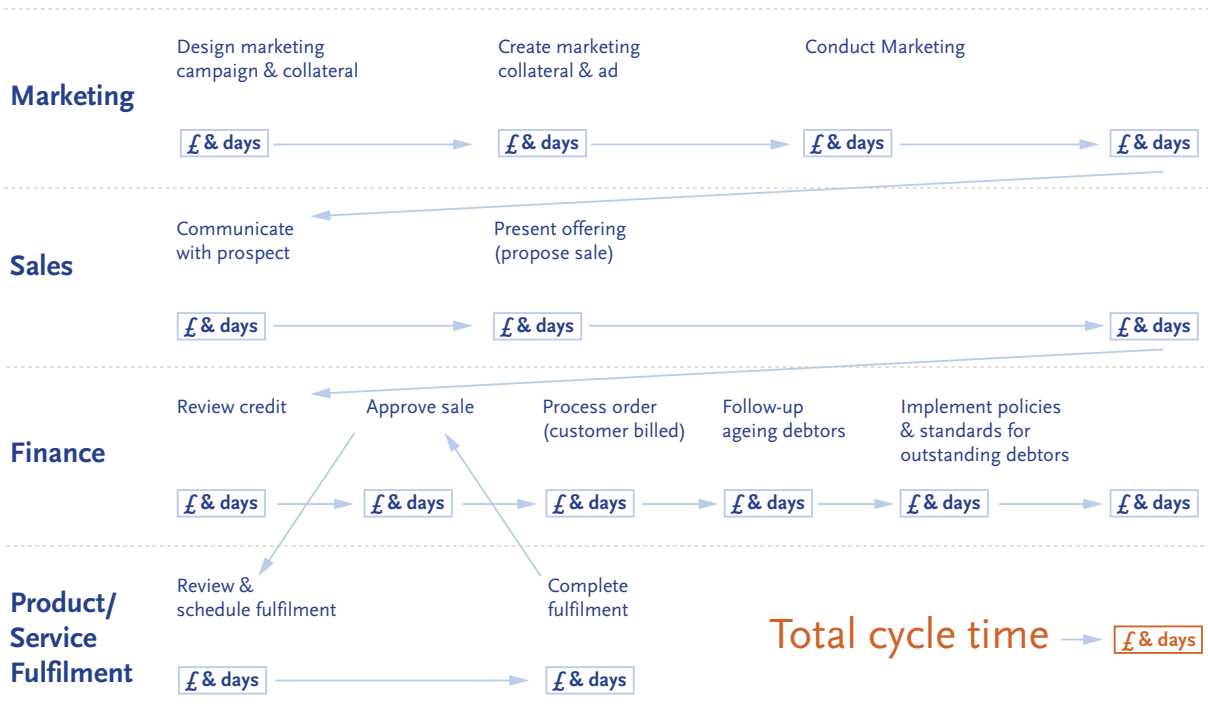 Design marketing
campaign & collateral
Create marketing
collateral & ad
Conduct Marketing
Marketing
£ & days
£ & days
£ & days
£ & days
Communicate
with prospect
Present offering
(propose sale)
Sales
£ & days
£ & days
£ & days
Review credit
Approve sale
Process order
(customer billed)
Follow-up
ageing debtors
Implement policies
& standards for
outstanding debtors
Finance
£ & days
£ & days
£ & days
£ & days
£ & days
£ & days
Review &
schedule fulfilment
Complete
fulfilment
Product/
Service
Fulfilment
£ & days
£ & days
Total cycle time
£ & days